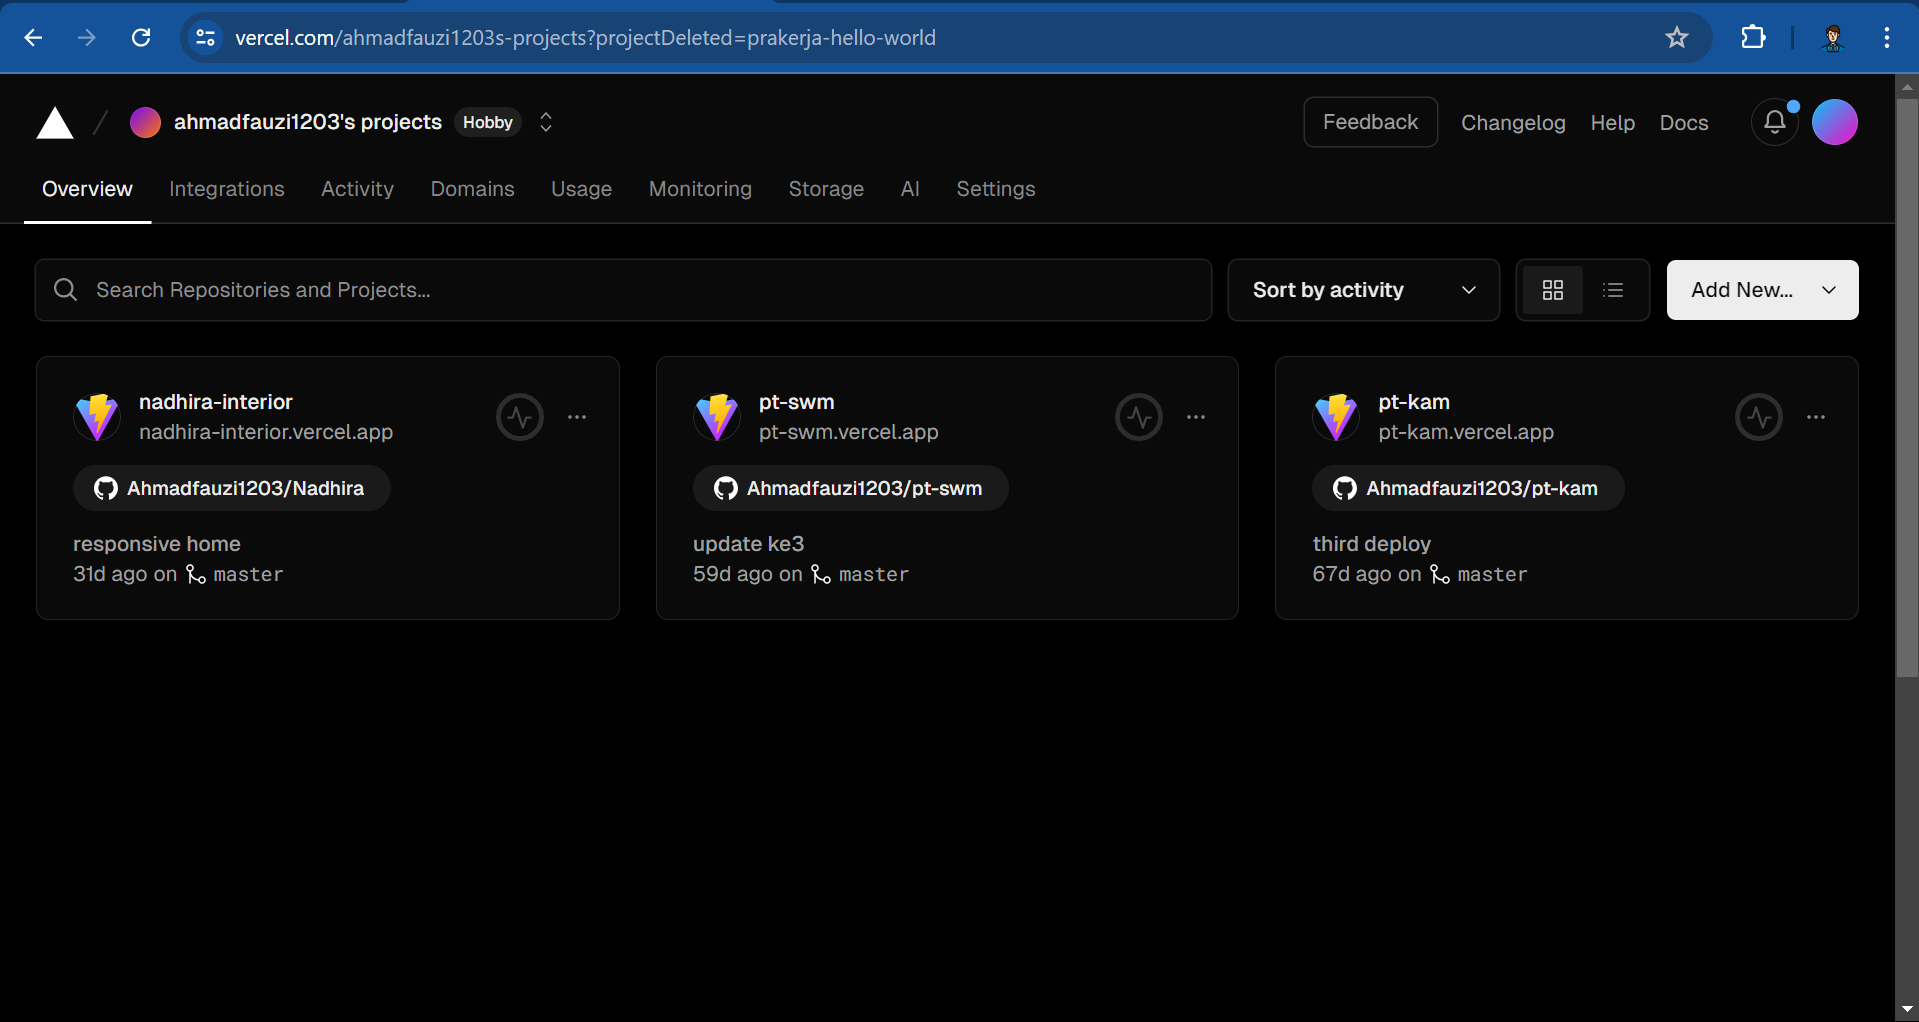 vercel.com/ahmadfauzi1203s-projects?projectDeleted=prakerja-hello-world
ahmadfauzi1203's projects Hobby
Feedback Changelog Help Docs
Overview Integrations Activity Domains Usage Monitoring Storage AI Settings
Search Repositories and Projects...
Sort by activity
Add New...
nadhira-interior
nadhira-interior.vercel.app
Ahmadfauzi1203/Nadhira
responsive home
31d ago on master
pt-swm
pt-swm.vercel.app
Ahmadfauzi1203/pt-swm
update ke3
59d ago on master
pt-kam
pt-kam.vercel.app
Ahmadfauzi1203/pt-kam
third deploy
67d ago on master